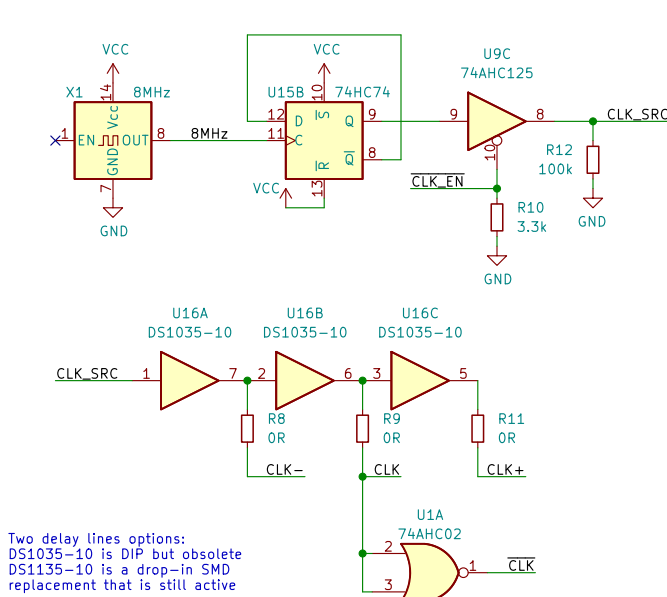 VCC
X1 8MHz
14
Vcc
1 EN OUT 8
GND
7
GND
8MHz
VCC
U15B 74HC74
10
12 D S Q 9
11 C
Q 8
R
VCC 13
U9C
74AHC125
9 8 CLK_SRC
10
CLK_EN
R10
3.3k
GND
R12
100k
GND
U16A
DS1035-10
U16B
DS1035-10
U16C
DS1035-10
CLK_SRC 1 7 2 6 3 5
R8
0R
R9
0R
R11
0R
CLK- CLK CLK+
U1A
74AHC02
2
3
1 CLK
Two delay lines options:
DS1035-10 is DIP but obsolete
DS1135-10 is a drop-in SMD
replacement that is still active